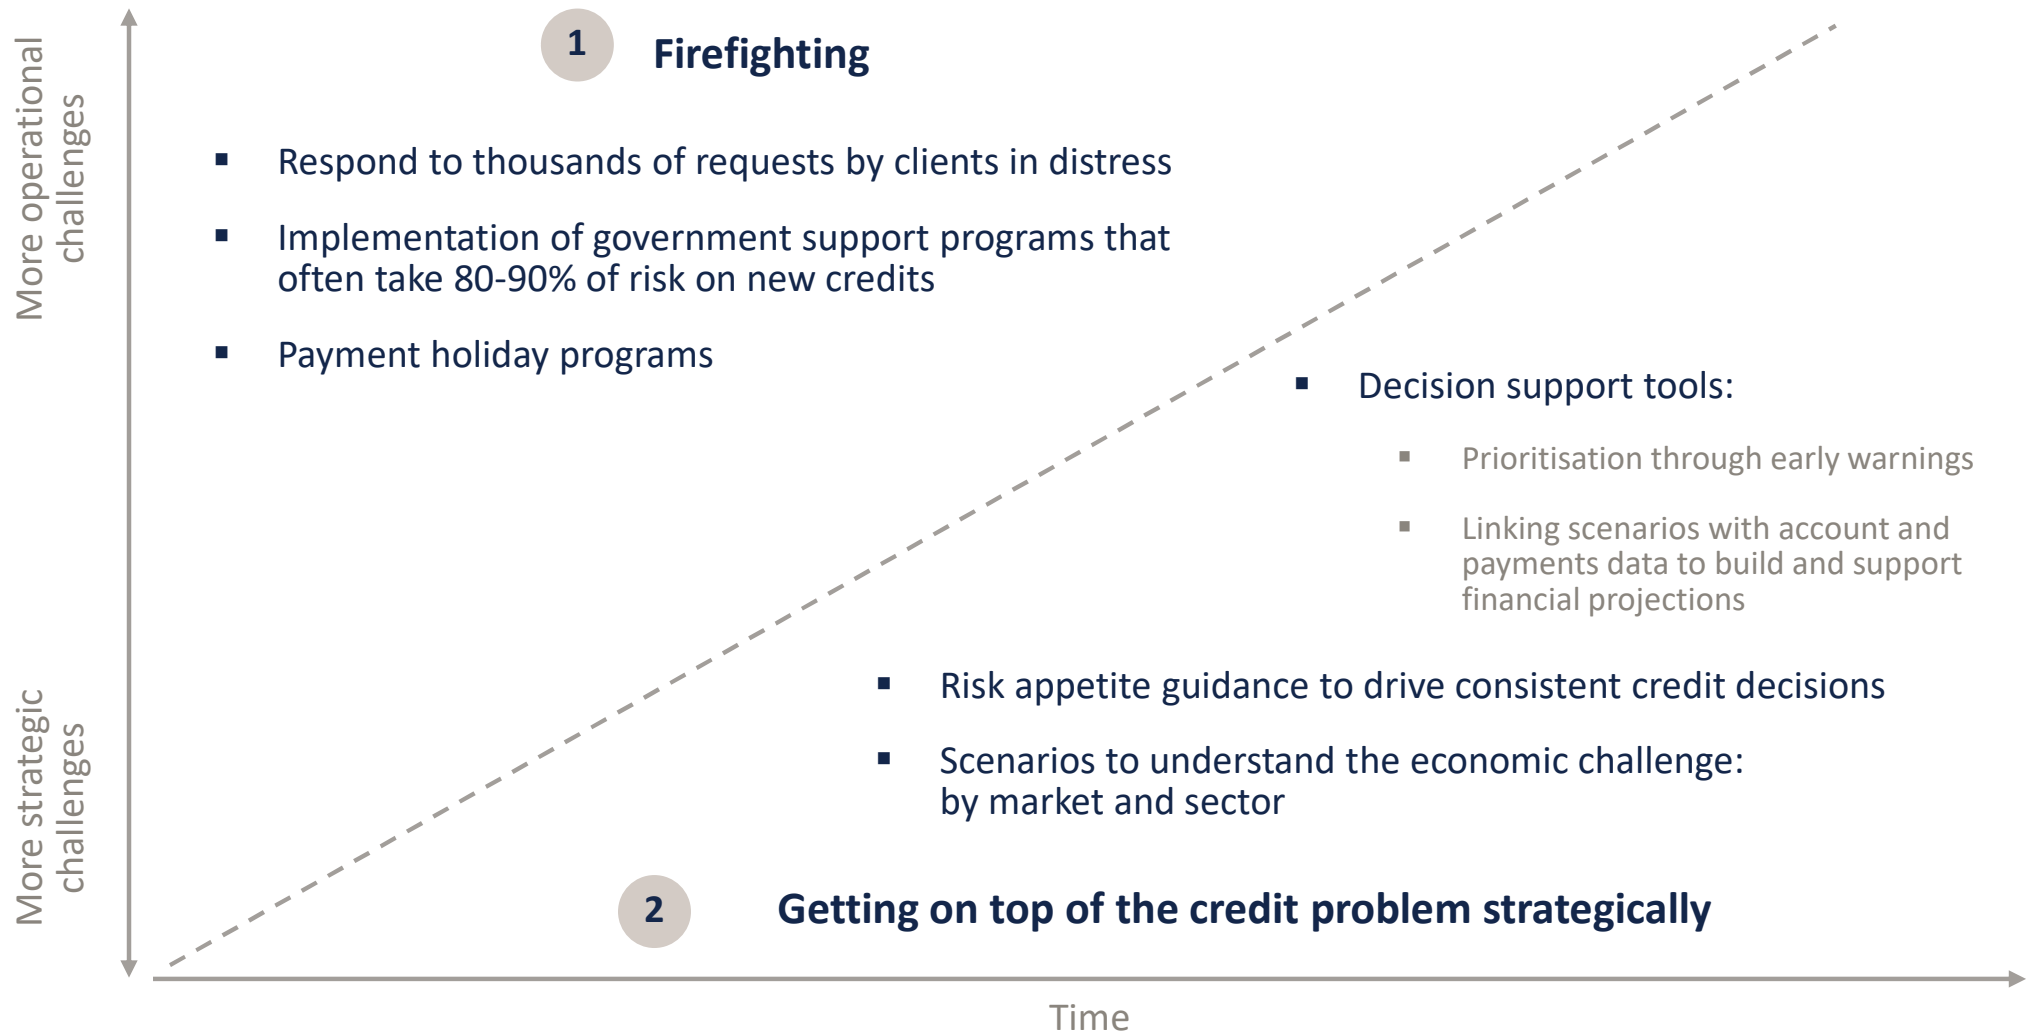 More operational
challenges
1
Firefighting
▪ Respond to thousands of requests by clients in distress
▪ Implementation of government support programs that
often take 80-90% of risk on new credits
▪ Payment holiday programs
▪ Decision support tools:
▪ Prioritisation through early warnings
▪ Linking scenarios with account and
payments data to build and support
financial projections
▪ Risk appetite guidance to drive consistent credit decisions
▪ Scenarios to understand the economic challenge:
by market and sector
More strategic
challenges
2
Getting on top of the credit problem strategically
Time